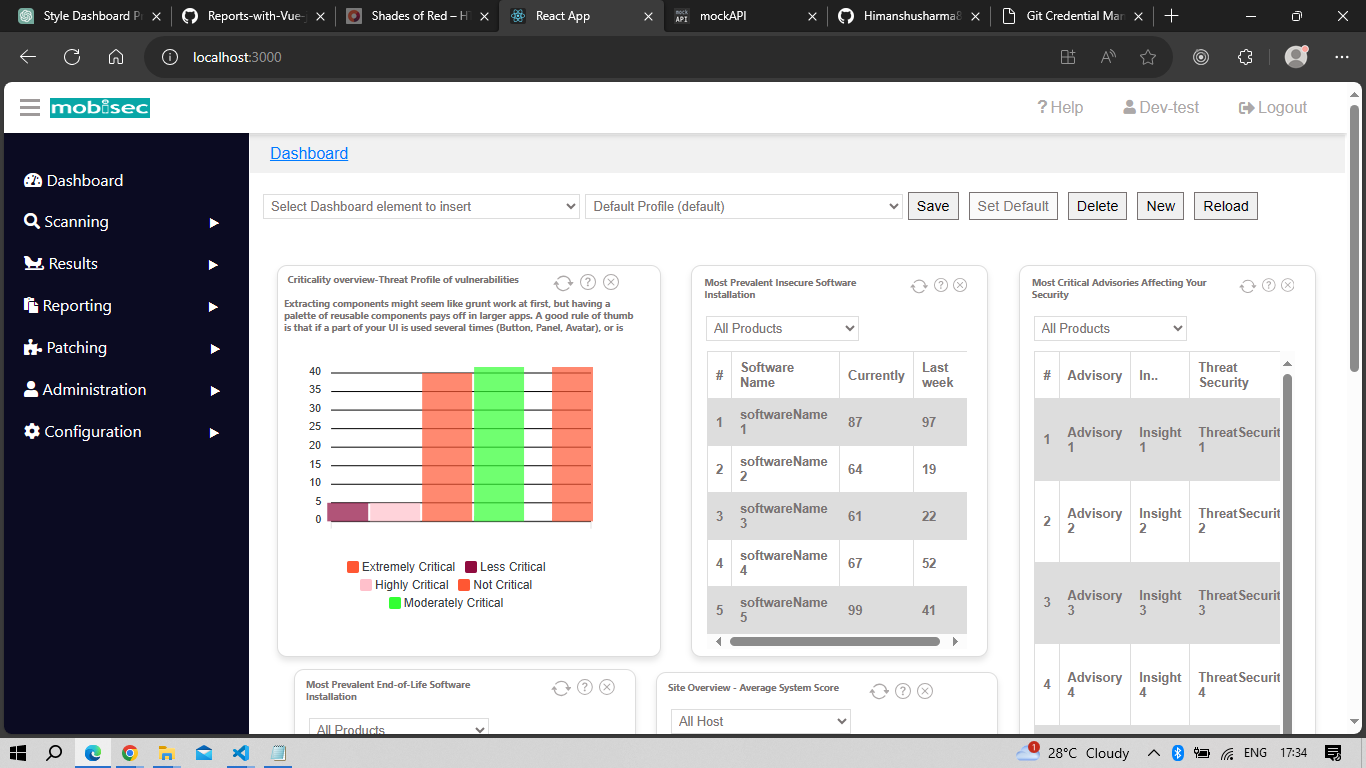 Style Dashboard Pr
Reports-with-Vue-
Shades of Red – HT
React App
mockAPI
Himanshusharma8
Git Credential Man
localhost:3000
mobisec
? Help
Dev-test
Logout
Dashboard
Scanning
Results
Reporting
Patching
Administration
Configuration
Dashboard
Select Dashboard element to insert
Default Profile (default)
Save
Set Default
Delete
New
Reload
Criticality overview-Threat Profile of vulnerabilities
Extracting components might seem like grunt work at first, but having a
palette of reusable components pays off in larger apps. A good rule of thumb
is that if a part of your UI is used several times (Button, Panel, Avatar), or is
40
35
30
25
20
15
10
5
0
Extremely Critical Less Critical
Highly Critical Not Critical
Moderately Critical
Most Prevalent Insecure Software
Installation
All Products
# Software Name Currently Last week
1 softwareName 1 87 97
2 softwareName 2 64 19
3 softwareName 3 61 22
4 softwareName 4 67 52
5 softwareName 5 99 41
Most Critical Advisories Affecting Your
Security
All Products
# Advisory In.. Threat Security
1 Advisory 1 Insight 1 ThreatSecurit 1
2 Advisory 2 Insight 2 ThreatSecurit 2
3 Advisory 3 Insight 3 ThreatSecurit 3
4 Advisory 4 Insight 4 ThreatSecurit 4
Most Prevalent End-of-Life Software
Installation
All Products
Site Overview - Average System Score
All Host
1
28°C Cloudy
ENG
17:34